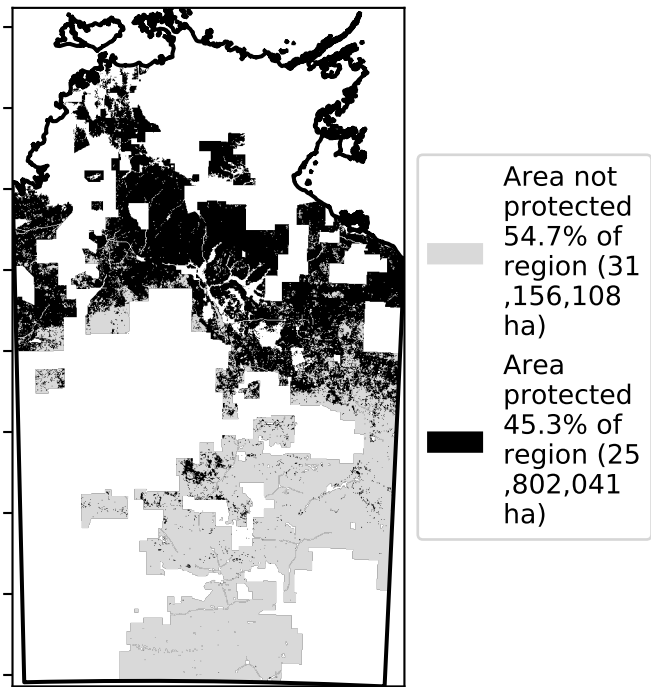 Area not
protected
54.7% of
region (31
,156,108
ha)
Area
protected
45.3% of
region (25
,802,041
ha)